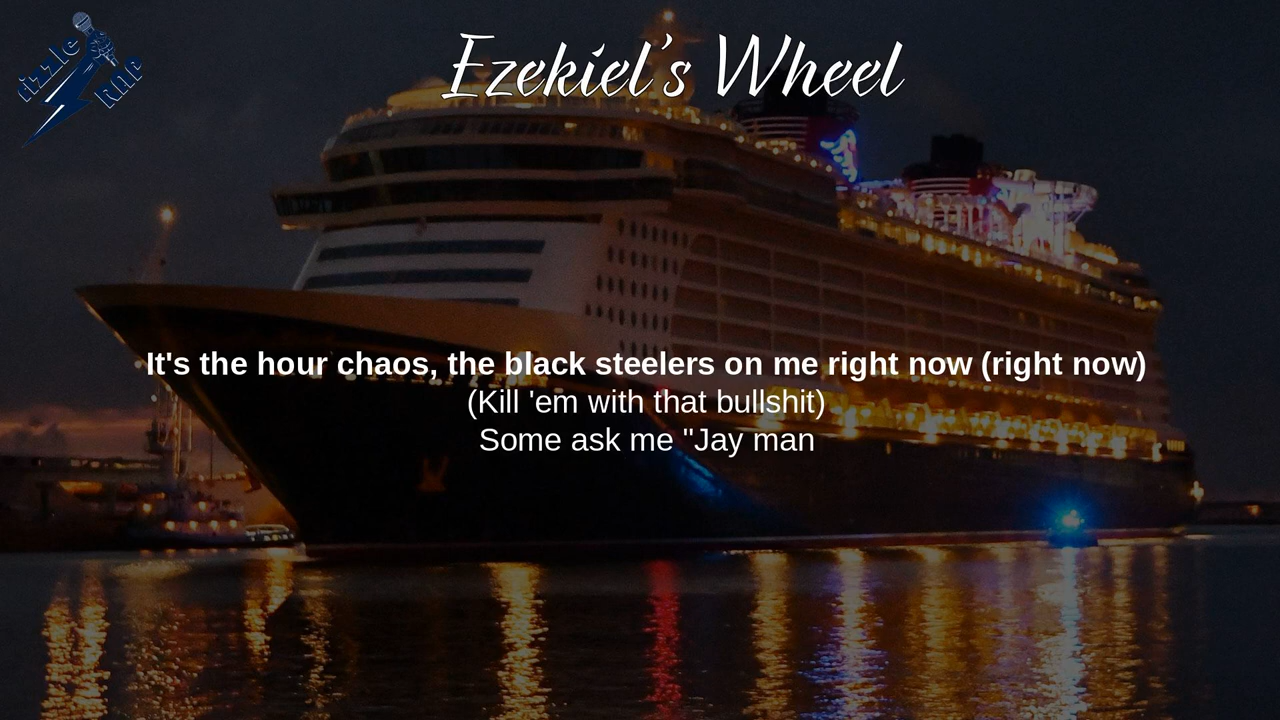 rizzle
Ezekiel's Wheel
It's the hour chaos, the black steelers on me right now (right now)
(Kill 'em with that bullshit)
Some ask me "Jay man